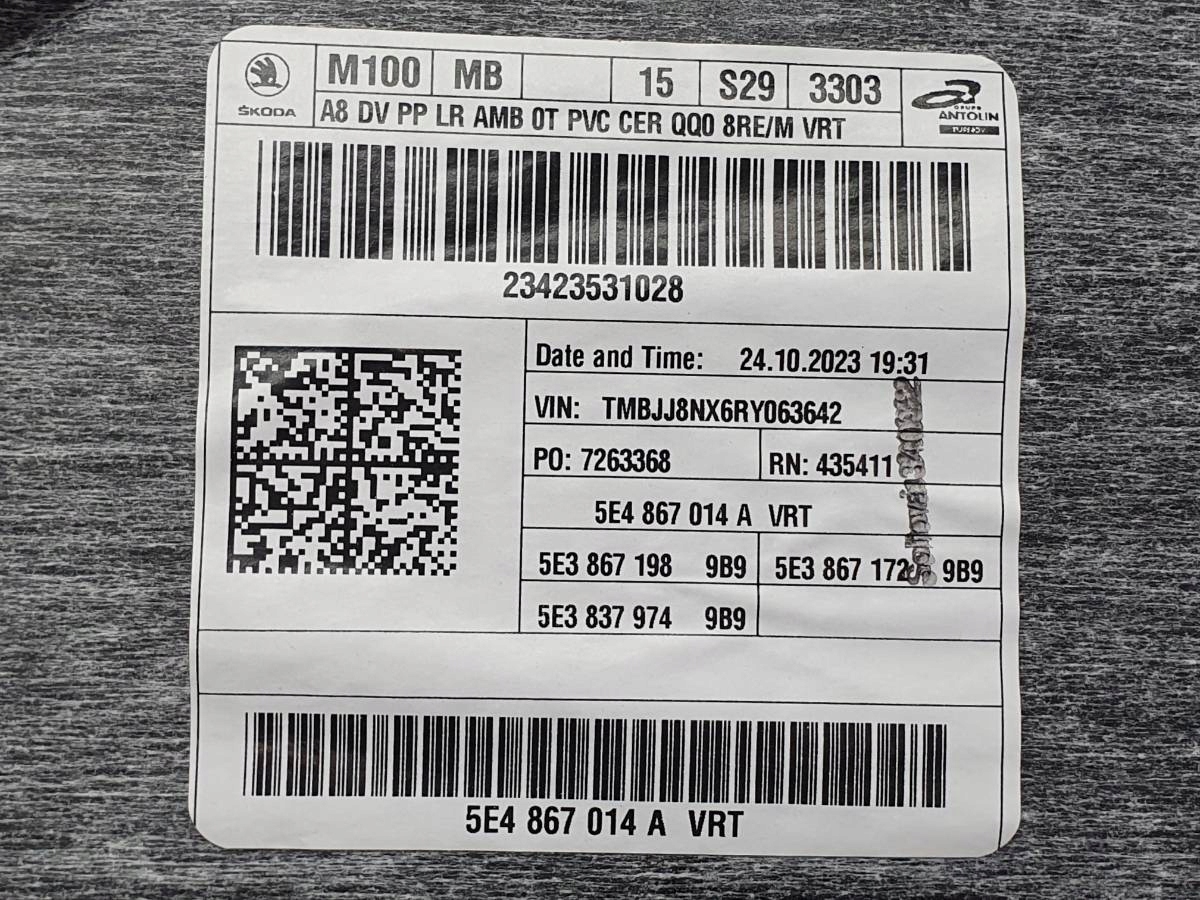 ŠKODA M100 MB 15 S29 3303 GRUPO ANTOLIN TURNOV
A8 DV PP LR AMB 0T PVC CER QQ0 8RE/M VRT
23423531028
Date and Time: 24.10.2023 19:31
VIN: TMBJJ8NX6RY063642
PO: 7263368 RN: 435411
5E4 867 014 A VRT
5E3 867 198 9B9 5E3 867 172 9B9
5E3 837 974 9B9
5E4 867 014 A VRT